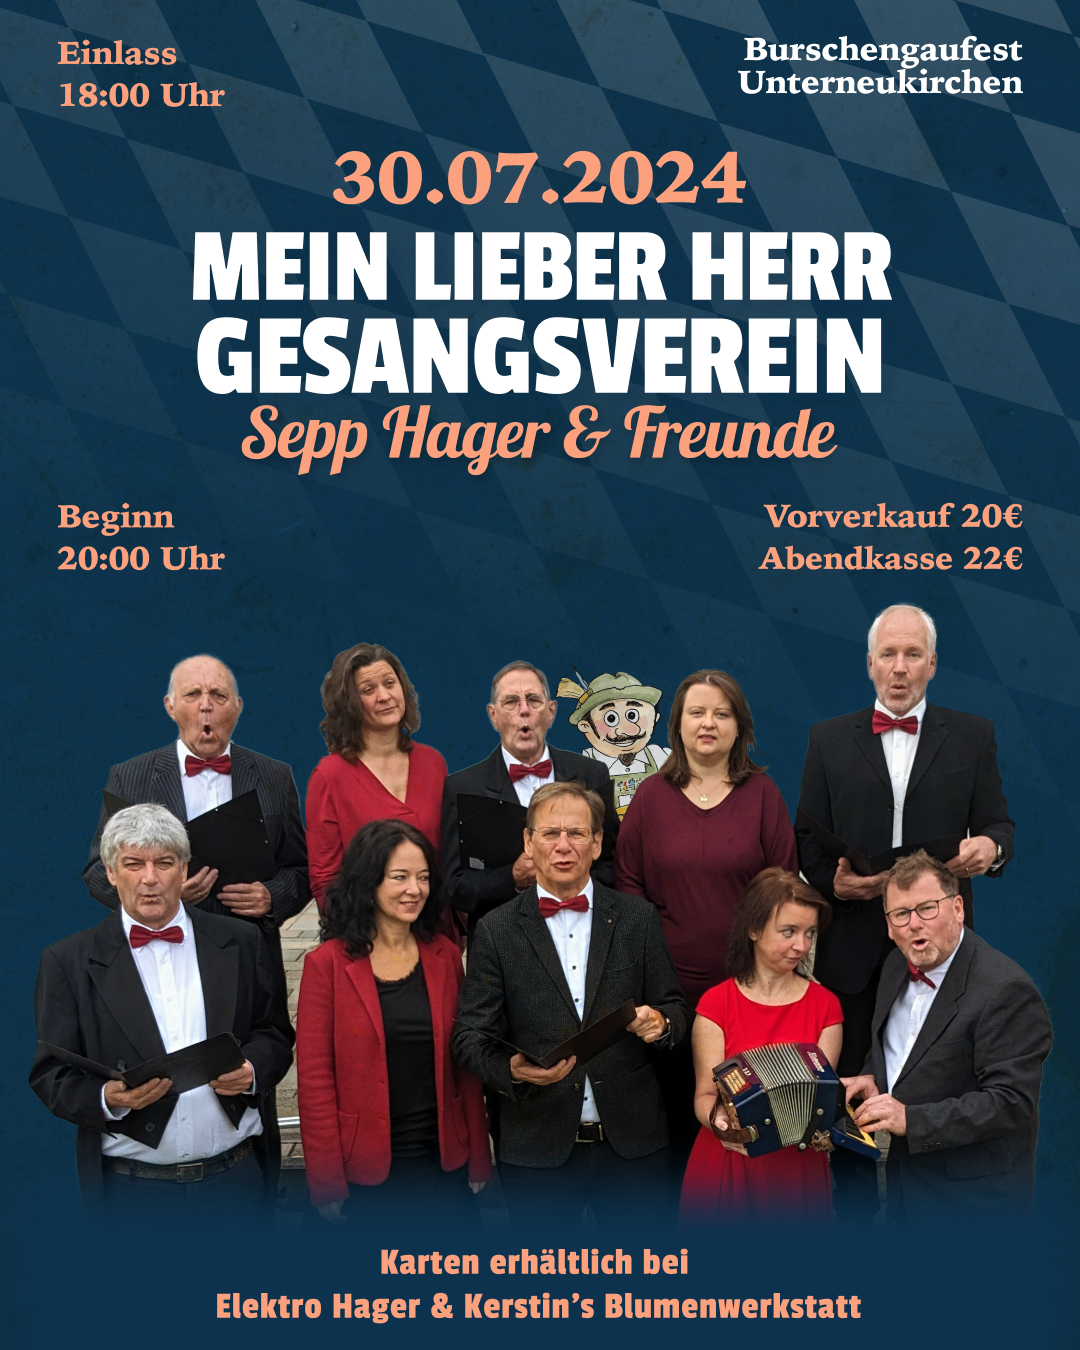 Einlass
18:00 Uhr
Burschengaufest
Unterneukirchen
30.07.2024
MEIN LIEBER HERR
GESANGSVEREIN
Sepp Hager & Freunde
Beginn
20:00 Uhr
Vorverkauf 20€
Abendkasse 22€
Karten erhältlich bei
Elektro Hager & Kerstin's Blumenwerkstatt